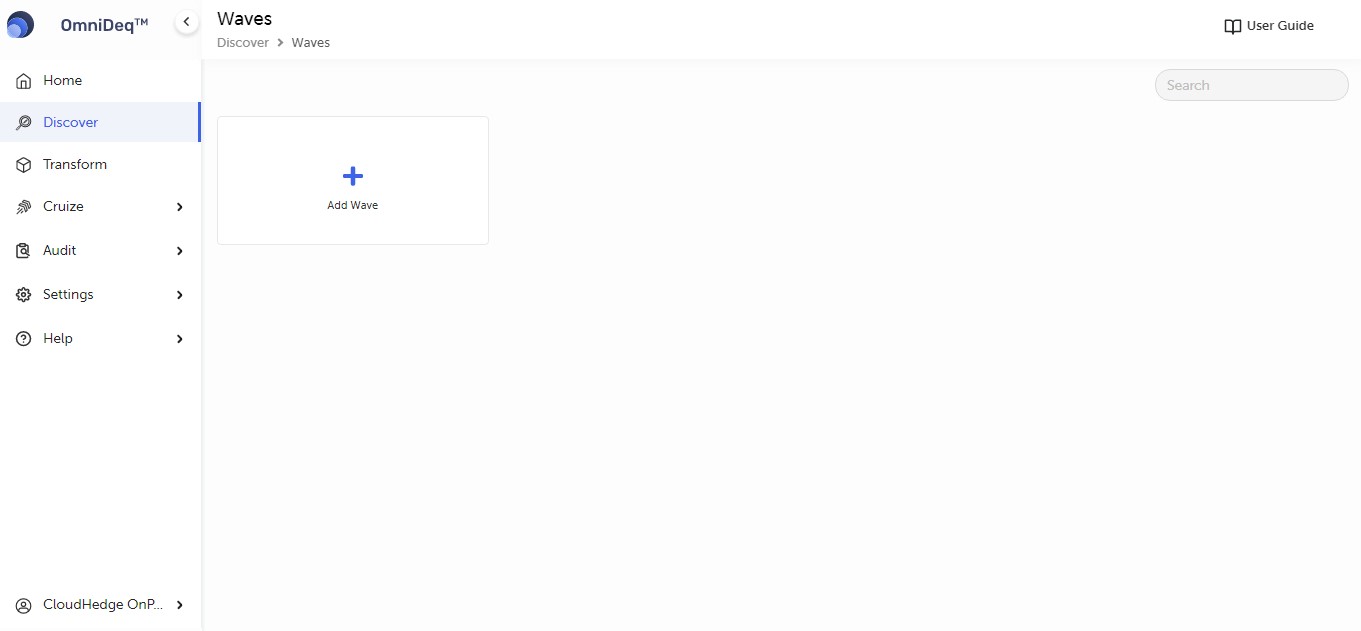 OmniDeq™
Waves
Discover > Waves
User Guide
Search
Home
Discover
Transform
Cruize
Audit
Settings
Help
Add Wave
CloudHedge OnP...